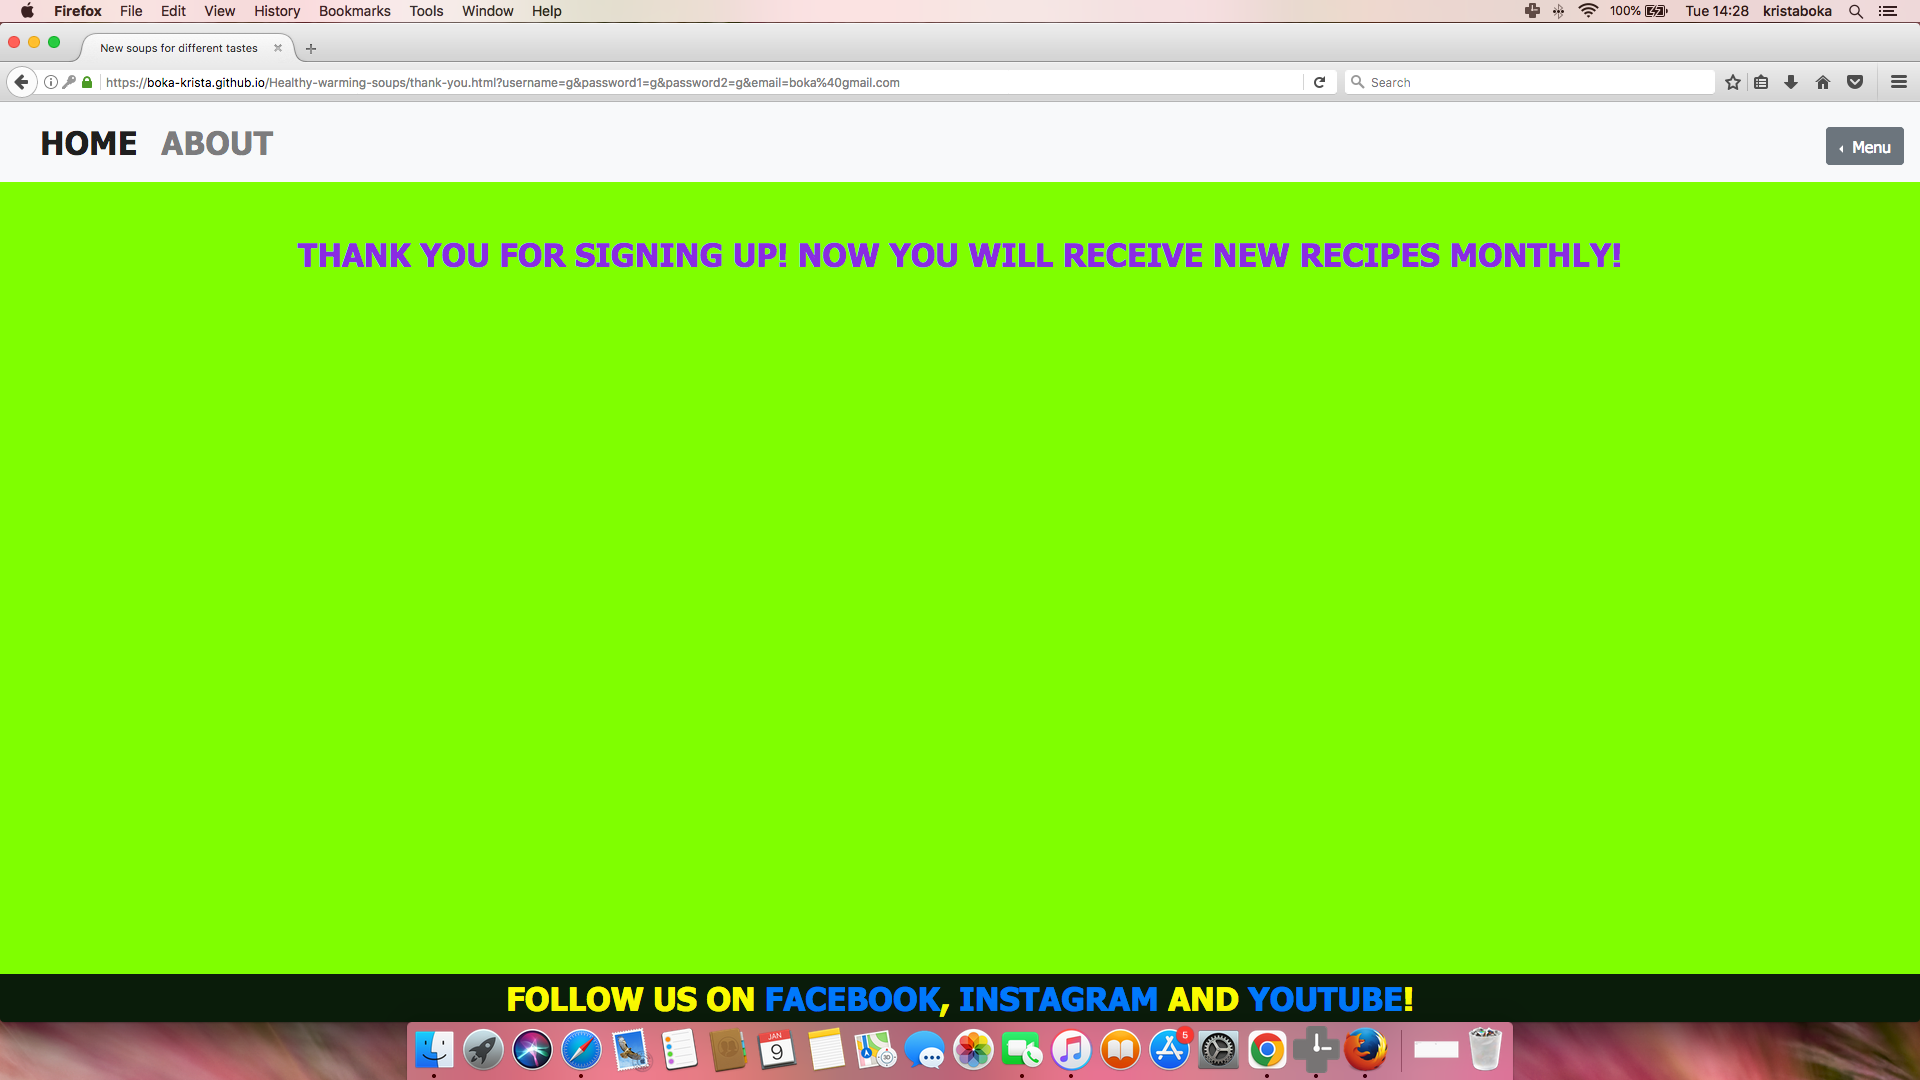 Firefox File Edit View History Bookmarks Tools Window Help 100% Tue 14:28 kristaboka
New soups for different tastes
https://boka-krista.github.io/Healthy-warming-soups/thank-you.html?username=g&password1=g&password2=g&email=boka%40gmail.com Search
HOME ABOUT Menu
THANK YOU FOR SIGNING UP! NOW YOU WILL RECEIVE NEW RECIPES MONTHLY!
FOLLOW US ON FACEBOOK, INSTAGRAM AND YOUTUBE!
JAN
9
3D
5